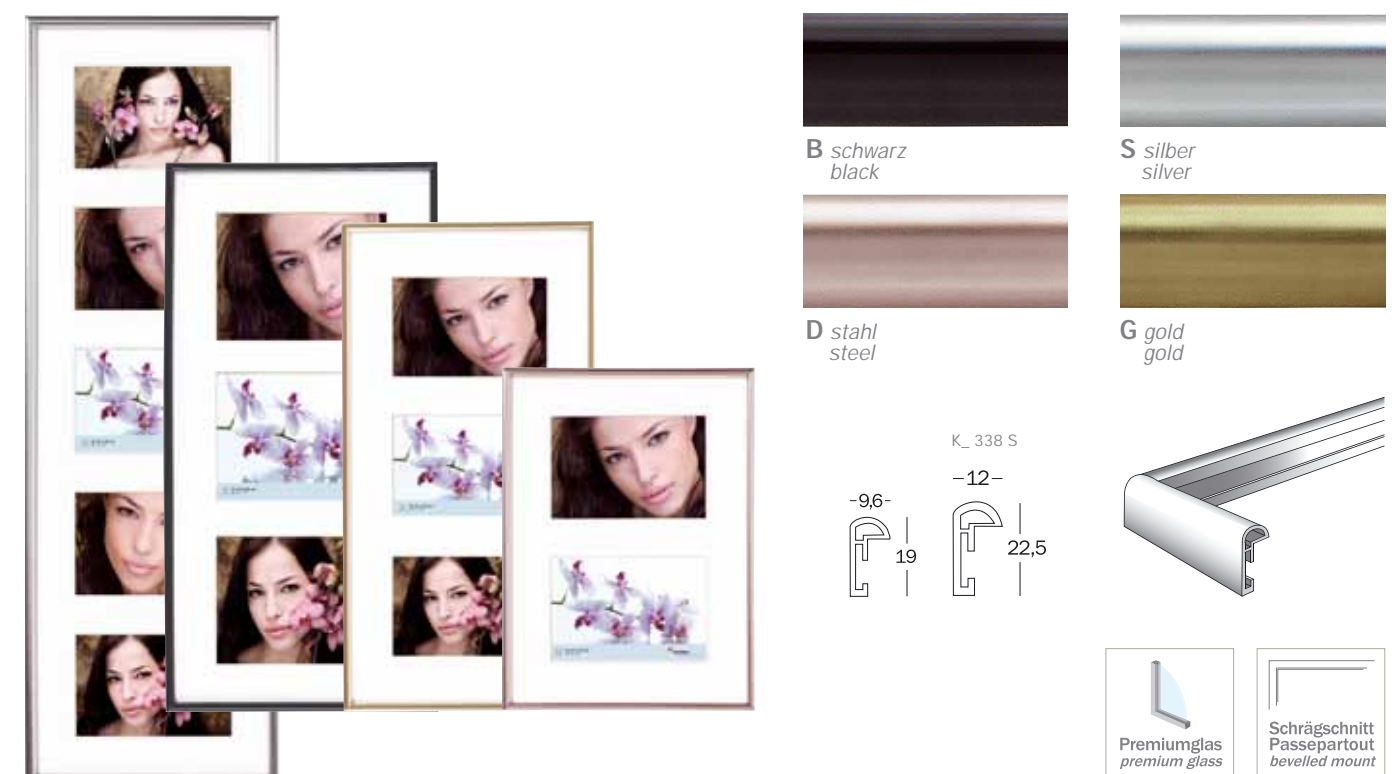 B schwarz
black
S silber
silver
D stahl
steel
G gold
gold
K_ 338 S
-9,6-
19
-12-
22,5
Premiumglas
premium glass
Schrägschnitt
Passepartout
bevelled mount